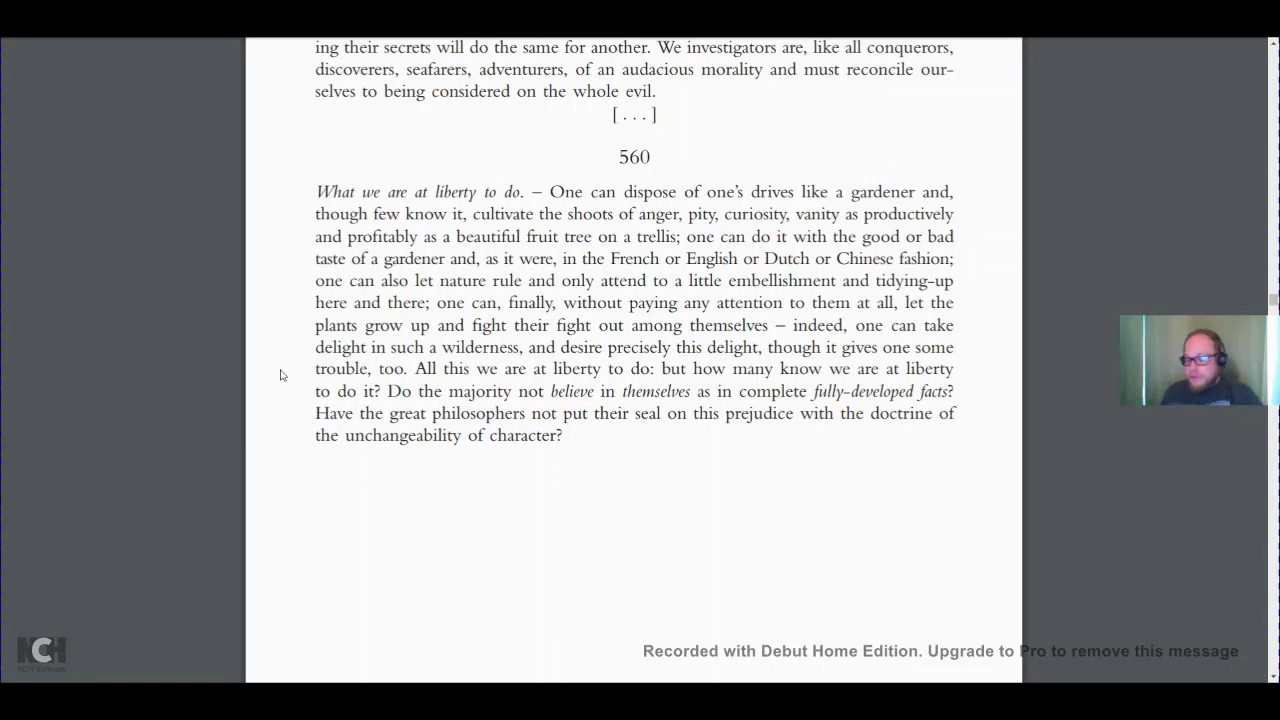 ing their secrets will do the same for another. We investigators are, like all conquerors,
discoverers, seafarers, adventurers, of an audacious morality and must reconcile our-
selves to being considered on the whole evil.
[ . . . ]
560
What we are at liberty to do. – One can dispose of one's drives like a gardener and,
though few know it, cultivate the shoots of anger, pity, curiosity, vanity as productively
and profitably as a beautiful fruit tree on a trellis; one can do it with the good or bad
taste of a gardener and, as it were, in the French or English or Dutch or Chinese fashion;
one can also let nature rule and only attend to a little embellishment and tidying-up
here and there; one can, finally, without paying any attention to them at all, let the
plants grow up and fight their fight out among themselves – indeed, one can take
delight in such a wilderness, and desire precisely this delight, though it gives one some
trouble, too. All this we are at liberty to do: but how many know we are at liberty
to do it? Do the majority not believe in themselves as in complete fully-developed facts?
Have the great philosophers not put their seal on this prejudice with the doctrine of
the unchangeability of character?
NCH
NCH Software
Recorded with Debut Home Edition. Upgrade to Pro to remove this message